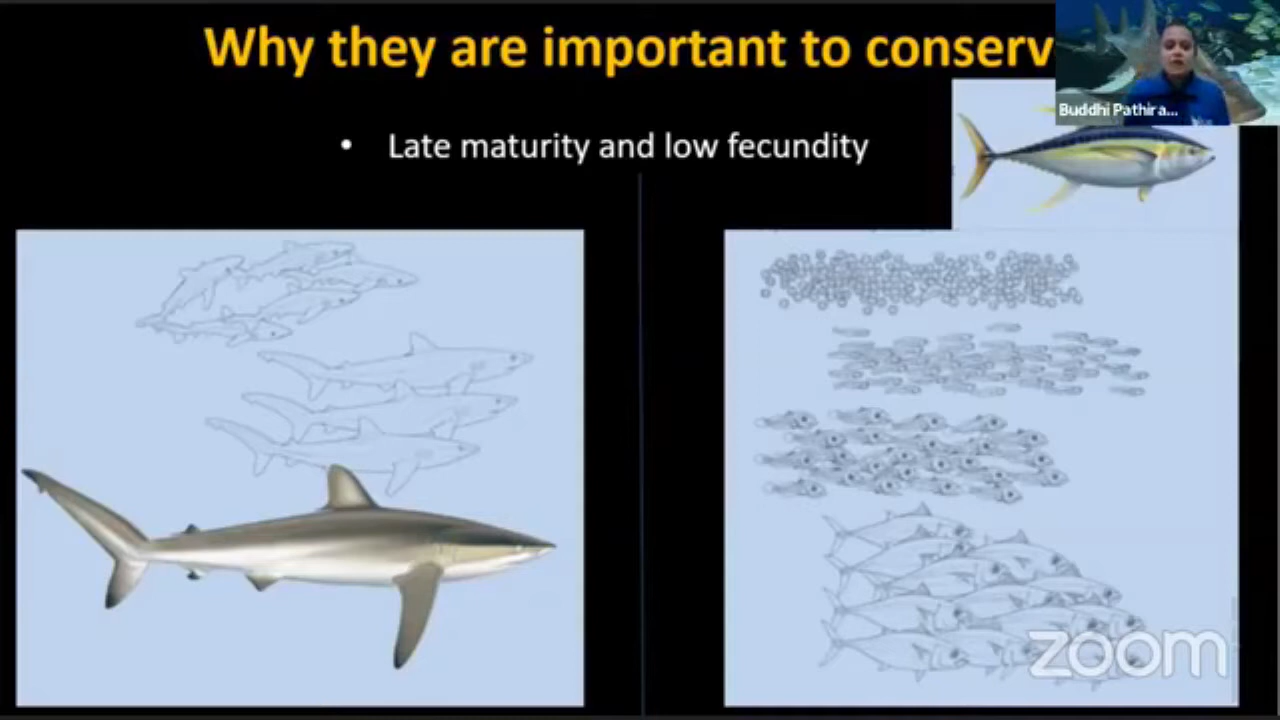 Why they are important to conserv
Buddhi Pathira...
• Late maturity and low fecundity
zoom